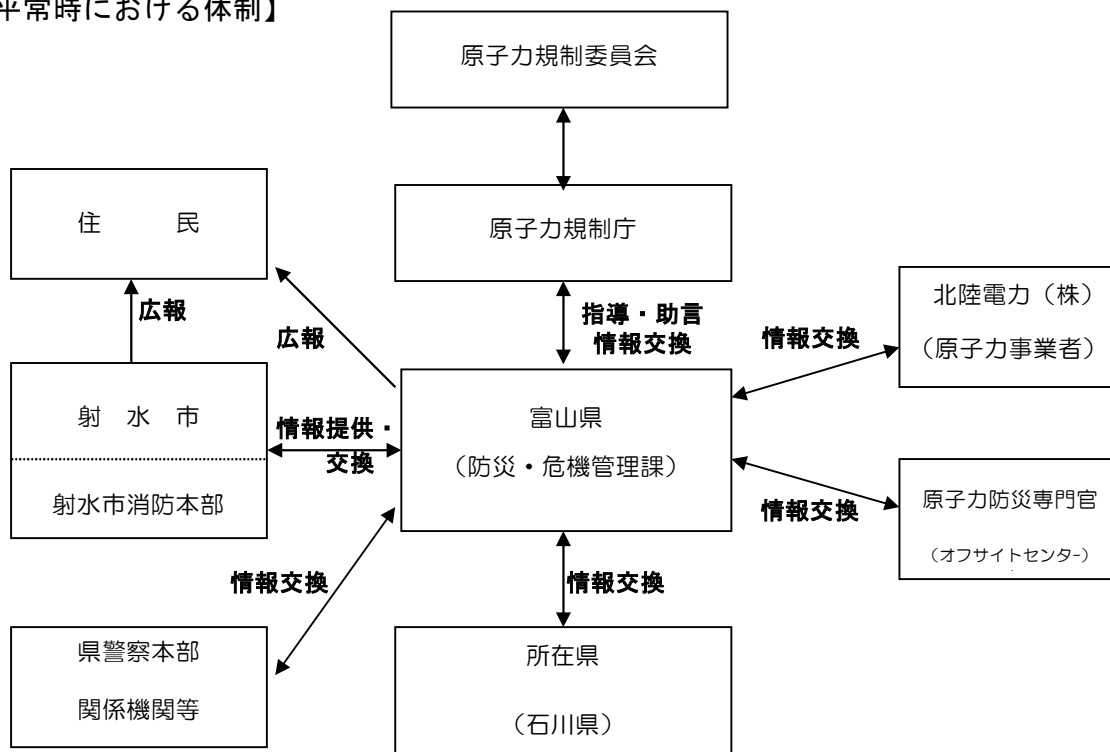 平常時における体制】
原子力規制委員会
住　　　民
原子力規制庁
広報
広報
指導・助言
情報交換
情報交換
北陸電力（株）
（原子力事業者）
射　水　市
射水市消防本部
情報提供・
交換
富山県
（防災・危機管理課）
情報交換
原子力防災専門官
（オフサイトセンター）
情報交換
情報交換
県警察本部
関係機関等
所在県
（石川県）